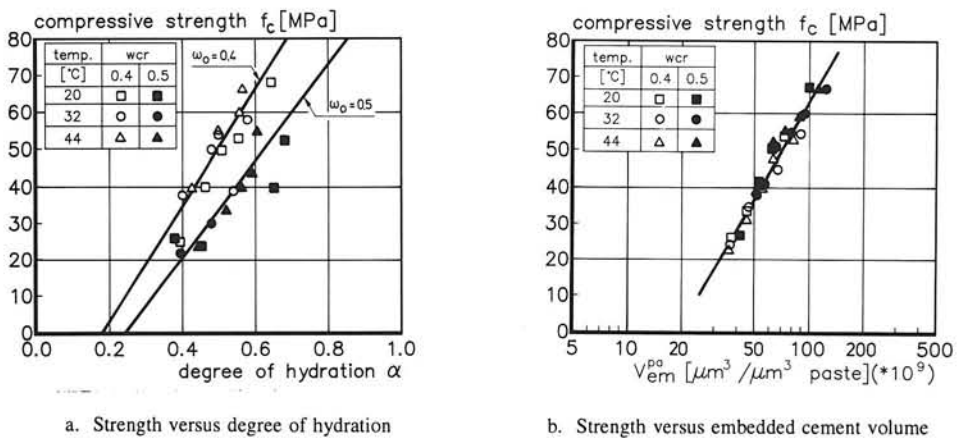 compressive strength f_c [MPa]
80
70
60
50
40
30
20
10
0
temp. wcr
[°C] 0.4 0.5
20
32
44
ω₀=0.4
ω₀=0.5
0.0 0.2 0.4 0.6 0.8 1.0
degree of hydration α
a. Strength versus degree of hydration
compressive strength f_c [MPa]
80
70
60
50
40
30
20
10
0
temp. wcr
[°C] 0.4 0.5
20
32
44
5 10 50 100 500
V_em^pa [μm³/μm³ paste](*10⁹)
b. Strength versus embedded cement volume